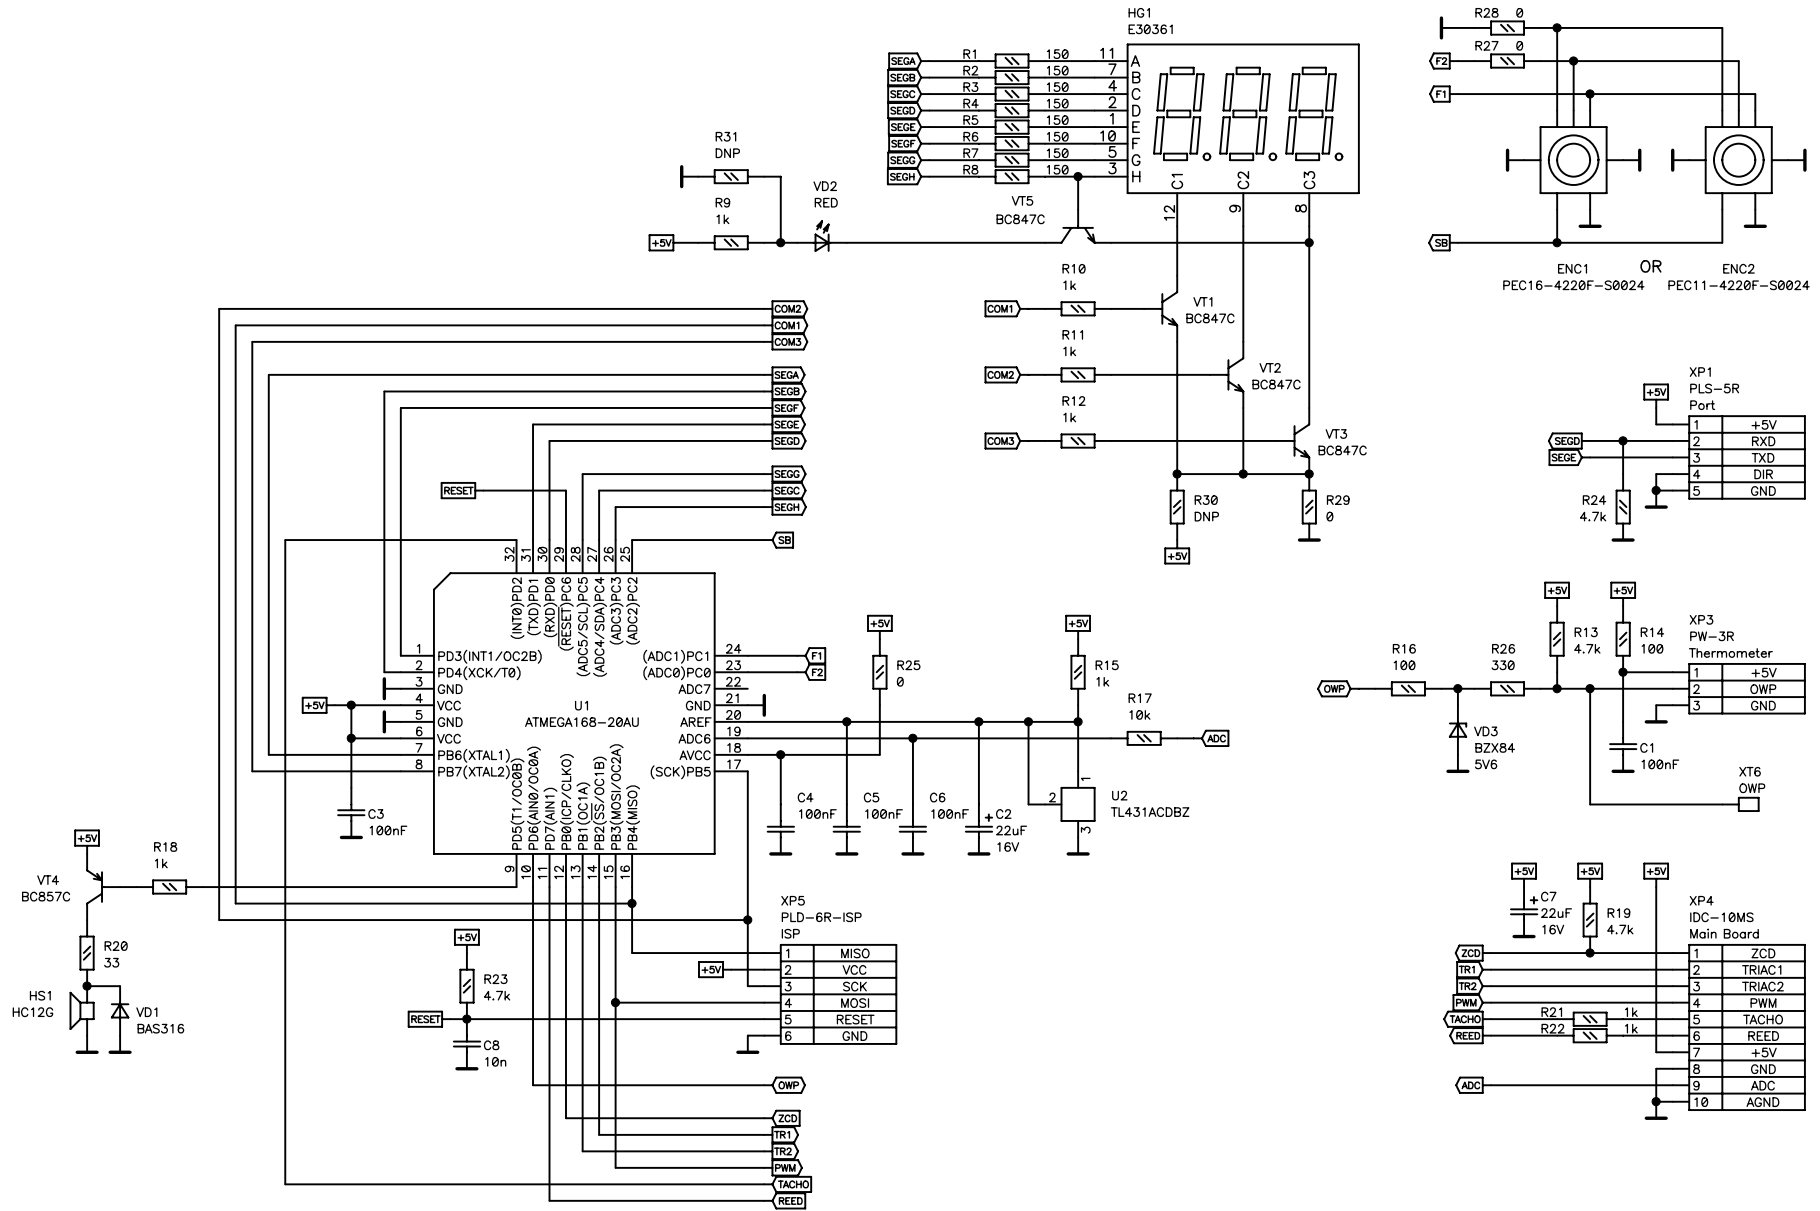 HG1
E30361
SEGA R1 150 11 A
SEGB R2 150 7 B
SEGC R3 150 4 C
SEGD R4 150 2 D
SEGE R5 150 1 E
SEGF R6 150 10 F
SEGG R7 150 5 G
SEGH R8 150 3 H
C1 C2 C3
12 9 8
R31
DNP
R9
1k
+5V
VD2
RED
VT5
BC847C
R10
1k
COM1
VT1
BC847C
R11
1k
COM2
VT2
BC847C
R12
1k
COM3
VT3
BC847C
R30
DNP
+5V
R29
0
R28 0
R27 0
F2
F1
SB
ENC1
PEC16-4220F-S0024
OR
ENC2
PEC11-4220F-S0024
COM2
COM1
COM3
SEGA
SEGB
SEGF
SEGE
SEGD
SEGG
SEGC
SEGH
RESET
SB
32 31 30 29 28 27 26 25
(INT0)PD2
(TXD)PD1
(RXD)PD0
(RESET)PC6
(ADC5/SCL)PC5
(ADC4/SDA)PC4
(ADC3)PC3
(ADC2)PC2
1 PD3(INT1/OC2B)
2 PD4(XCK/T0)
3 GND
4 VCC
5 GND
6 VCC
7 PB6(XTAL1)
8 PB7(XTAL2)
U1
ATMEGA168-20AU
(ADC1)PC1 24 F1
(ADC0)PC0 23 F2
ADC7 22
GND 21
AREF 20
ADC6 19
AVCC 18
(SCK)PB5 17
PD5(T1/OC0B)
PD6(AIN0/OC0A)
PD7(AIN1)
PB0(ICP/CLKO)
PB1(OC1A)
PB2(SS/OC1B)
PB3(MOSI/OC2A)
PB4(MISO)
9 10 11 12 13 14 15 16
+5V
C3
100nF
+5V
R25
0
+5V
R15
1k
R17
10k
ADC
C4
100nF
C5
100nF
C6
100nF
+ C2
22uF
16V
1
2
3
U2
TL431ACDBZ
+5V
VT4
BC857C
R18
1k
R20
33
HS1
HC12G
VD1
BAS316
+5V
R23
4.7k
RESET
C8
10n
XP5
PLD-6R-ISP
ISP
1 MISO
+5V 2 VCC
3 SCK
4 MOSI
5 RESET
6 GND
OWP
ZCD
TR1
TR2
PWM
TACHO
REED
XP1
PLS-5R
Port
+5V
1 +5V
SEGD 2 RXD
SEGE 3 TXD
4 DIR
5 GND
R24
4.7k
+5V
+5V
R13
4.7k
R14
100
R16
100
R26
330
OWP
XP3
PW-3R
Thermometer
1 +5V
2 OWP
3 GND
VD3
BZX84
5V6
C1
100nF
XT6
OWP
+5V
+5V
+5V
+ C7
22uF
16V
R19
4.7k
XP4
IDC-10MS
Main Board
ZCD 1 ZCD
TR1 2 TRIAC1
TR2 3 TRIAC2
PWM 4 PWM
TACHO R21 1k 5 TACHO
REED R22 1k 6 REED
7 +5V
8 GND
ADC 9 ADC
10 AGND